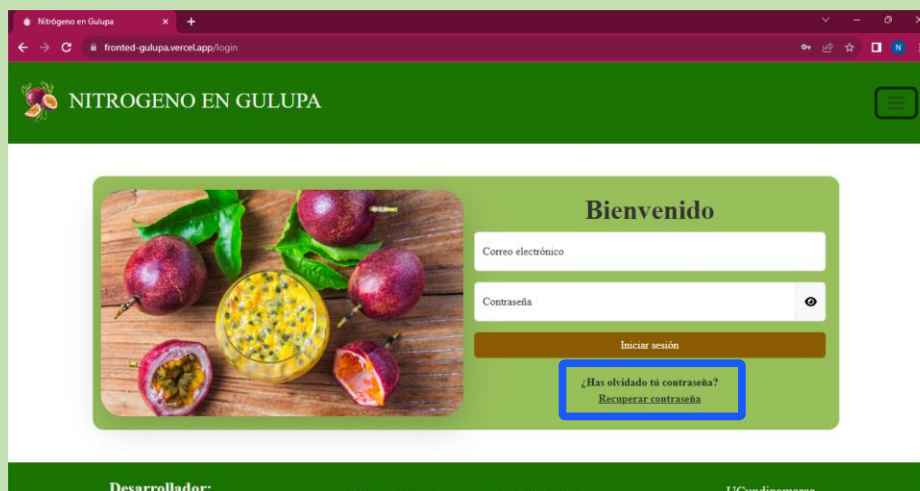 Nitrógeno en Gulupa
fronted-gulupa.vercel.app/login
N
NITROGENO EN GULUPA
Bienvenido
Correo electrónico
Contraseña
Iniciar sesión
¿Has olvidado tú contraseña?
Recuperar contraseña
Desarrollador:
UCundinamarca